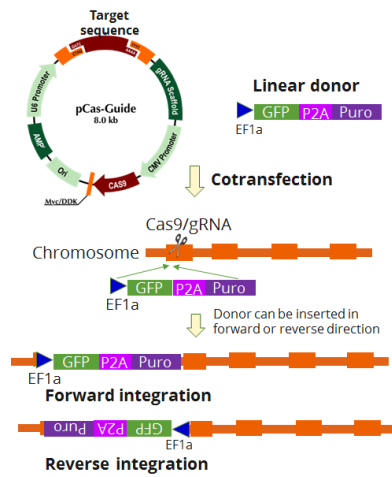 Target
sequence
U6 Promoter
gRNA Scaffold
pCas-Guide
8.0 kb
AMP
CMV Promoter
Ori
CAS9
Myc/DDK
Linear donor
GFP P2A Puro
EF1a
Cotransfection
Cas9/gRNA
Chromosome
GFP P2A Puro
EF1a
Donor can be inserted in
forward or reverse direction
GFP P2A Puro
EF1a
Forward integration
Puro P2A GFP
EF1a
Reverse integration